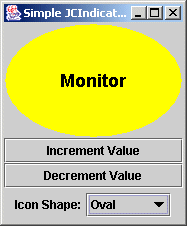 Simple JCIndicat...
Monitor
Increment Value
Decrement Value
Icon Shape: Oval